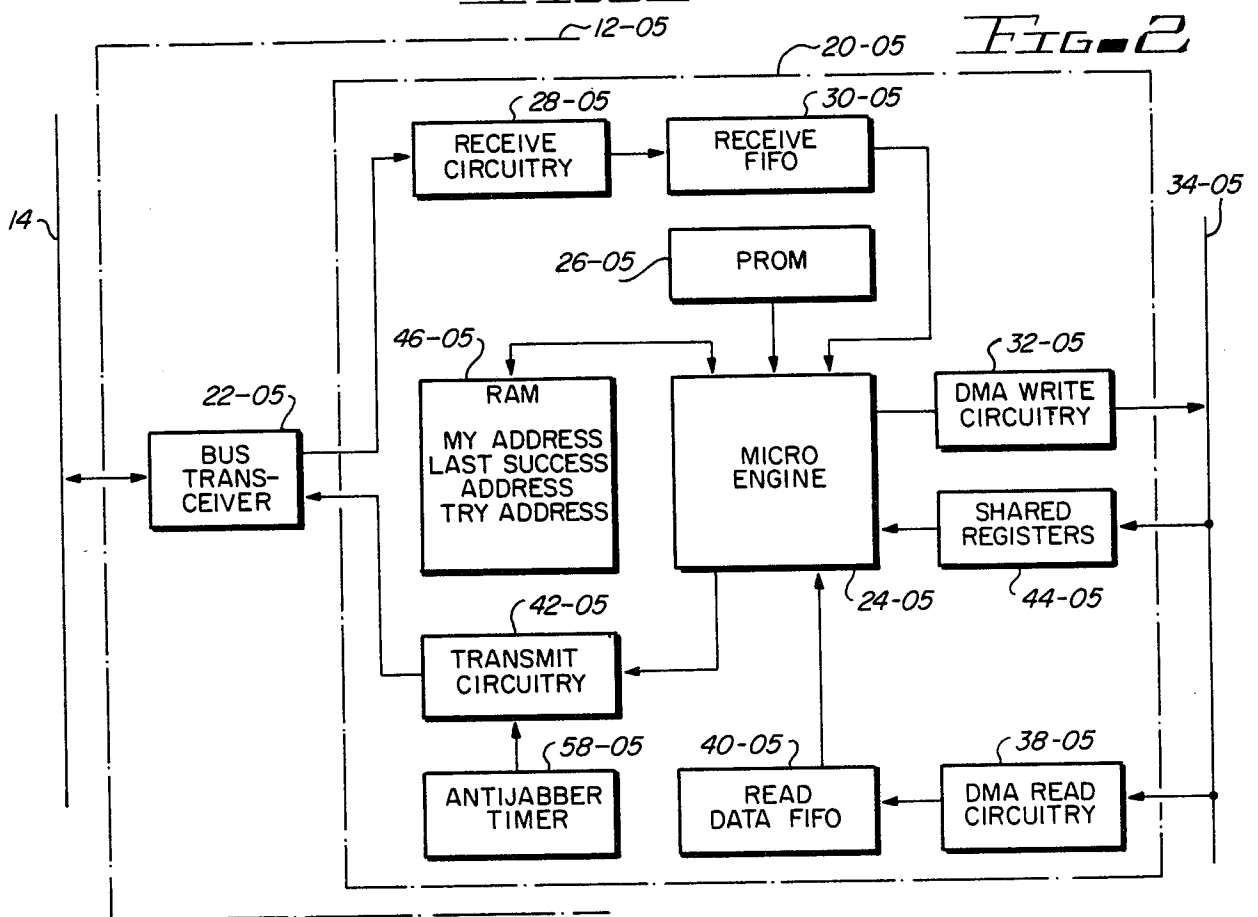 12-05
FIG. 2
20-05
28-05
30-05
RECEIVE
CIRCUITRY
RECEIVE
FIFO
34-05
14
26-05
PROM
46-05
32-05
22-05
RAM
MY ADDRESS
LAST SUCCESS
ADDRESS
TRY ADDRESS
MICRO
ENGINE
DMA WRITE
CIRCUITRY
BUS
TRANS-
CEIVER
SHARED
REGISTERS
24-05
44-05
42-05
TRANSMIT
CIRCUITRY
58-05
40-05
38-05
ANTIJABBER
TIMER
READ
DATA FIFO
DMA READ
CIRCUITRY